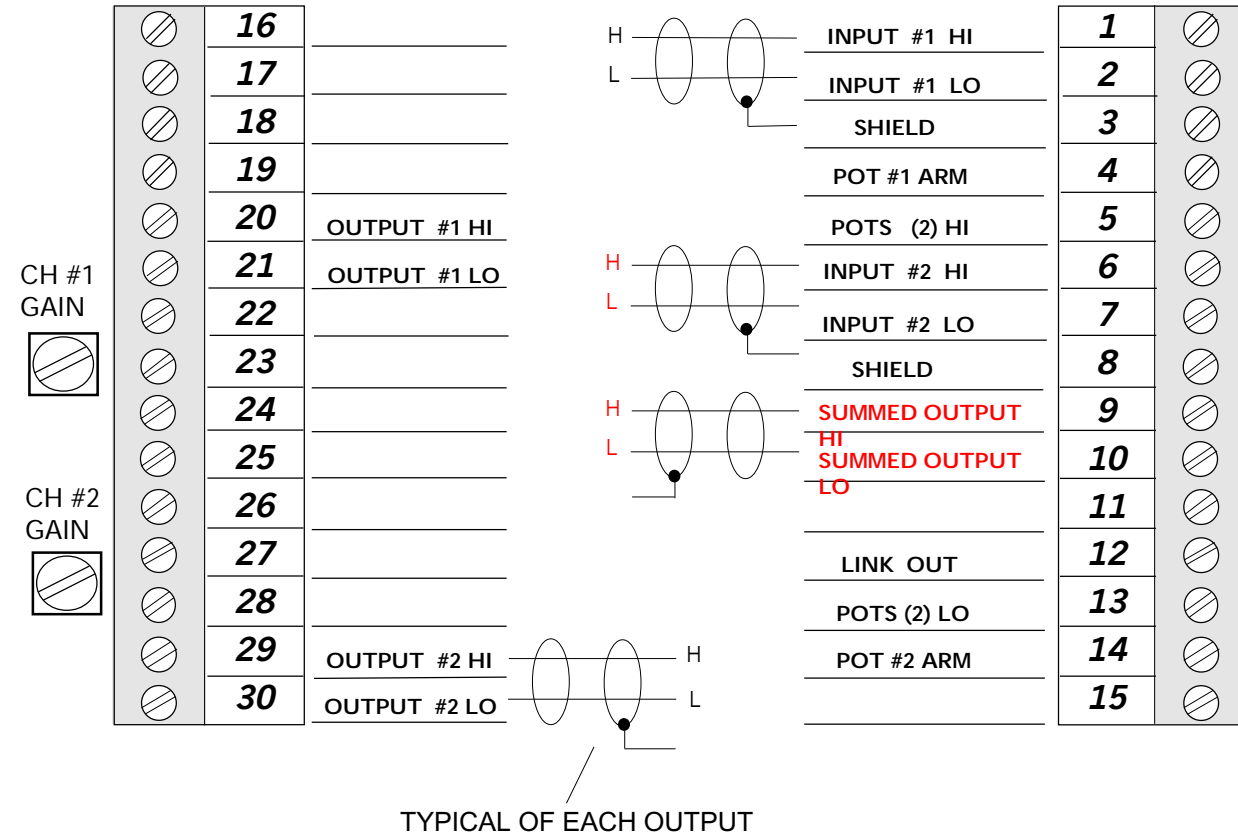 16
17
18
19
20 OUTPUT #1 HI
21 OUTPUT #1 LO
22
23
24
25
26
27
28
29 OUTPUT #2 HI H
30 OUTPUT #2 LO L
CH #1
GAIN
CH #2
GAIN
H INPUT #1 HI 1
L INPUT #1 LO 2
SHIELD 3
POT #1 ARM 4
POTS (2) HI 5
H INPUT #2 HI 6
L INPUT #2 LO 7
SHIELD 8
H SUMMED OUTPUT 9
HI
L SUMMED OUTPUT 10
LO
11
LINK OUT 12
POTS (2) LO 13
POT #2 ARM 14
15
TYPICAL OF EACH OUTPUT